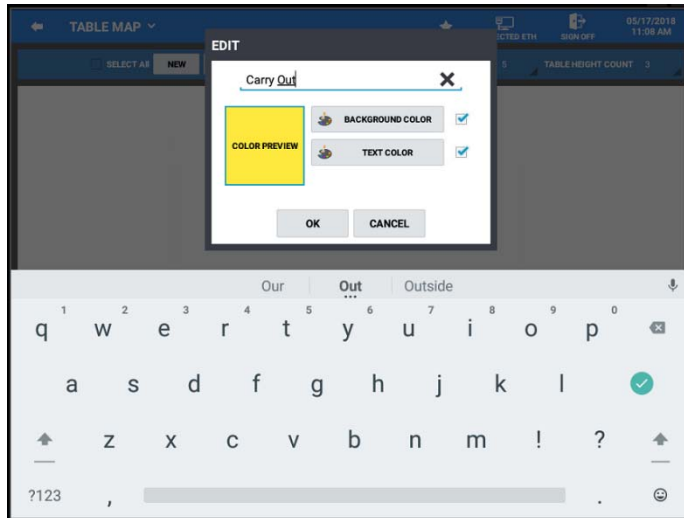 TABLE MAP
ECTED ETH
SIGN OFF
05/17/2018
11:08 AM
EDIT
SELECT All
NEW
5
TABLE HEIGHT COUNT 3
Carry Out
COLOR PREVIEW
BACKGROUND COLOR
TEXT COLOR
OK
CANCEL
Our
Out
Outside
1 2 3 4 5 6 7 8 9 0
q w e r t y u i o p
a s d f g h j k l
z x c v b n m ! ?
?123 , .